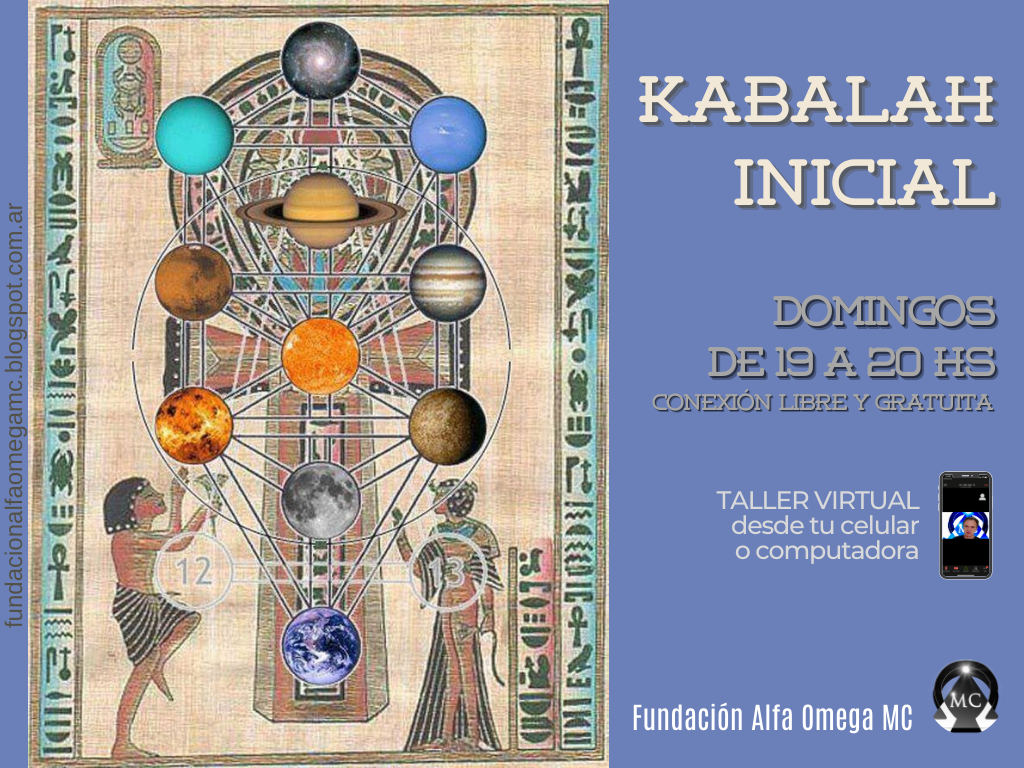 KABALAH
INICIAL
DOMINGOS
DE 19 A 20 HS
CONEXIÓN LIBRE Y GRATUITA
TALLER VIRTUAL
desde tu celular
o computadora
Fundación Alfa Omega MC
MC
fundacionalfaomegamc.blogspot.com.ar
12
13